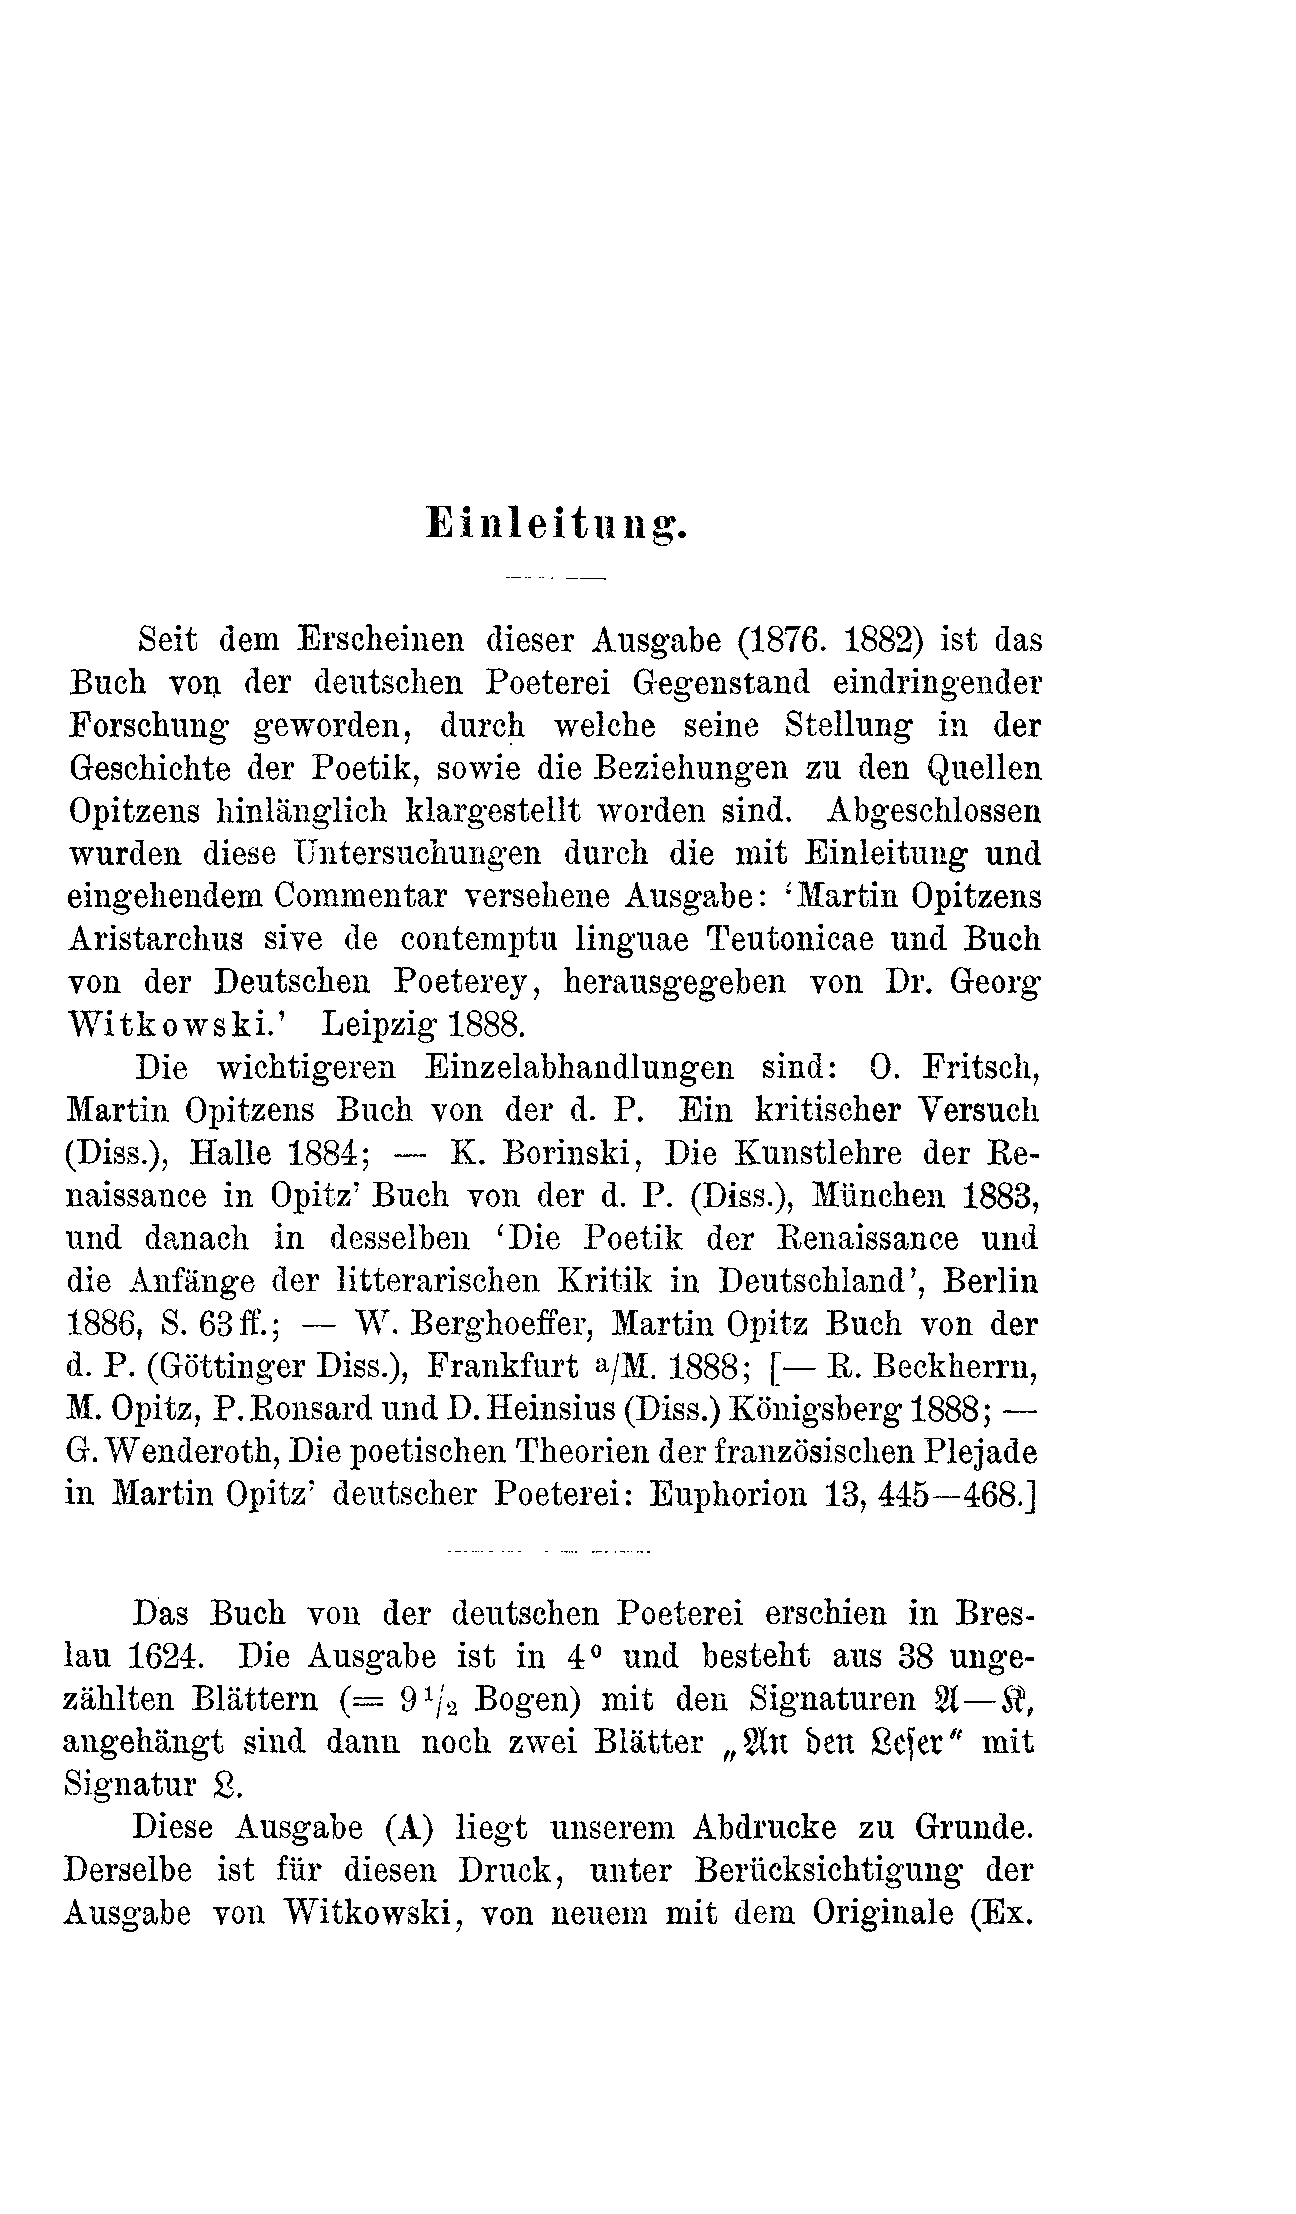 Einleitung.
Seit dem Erscheinen dieser Ausgabe (1876. 1882) ist das
Buch von der deutschen Poeterei Gegenstand eindringender
Forschung geworden, durch welche seine Stellung in der
Geschichte der Poetik, sowie die Beziehungen zu den Quellen
Opitzens hinlänglich klargestellt worden sind. Abgeschlossen
wurden diese Untersuchungen durch die mit Einleitung und
eingehendem Commentar versehene Ausgabe: ‘Martin Opitzens
Aristarchus sive de contemptu linguae Teutonicae und Buch
von der Deutschen Poeterey, herausgegeben von Dr. Georg
Witkowski.’ Leipzig 1888.
Die wichtigeren Einzelabhandlungen sind: O. Fritsch,
Martin Opitzens Buch von der d. P. Ein kritischer Versuch
(Diss.), Halle 1884; — K. Borinski, Die Kunstlehre der Re-
naissance in Opitz’ Buch von der d. P. (Diss.), München 1883,
und danach in desselben ‘Die Poetik der Renaissance und
die Anfänge der litterarischen Kritik in Deutschland’, Berlin
1886, S. 63 ff.; — W. Berghoeffer, Martin Opitz Buch von der
d. P. (Göttinger Diss.), Frankfurt a/M. 1888; [— R. Beckherrn,
M. Opitz, P. Ronsard und D. Heinsius (Diss.) Königsberg 1888; —
G. Wenderoth, Die poetischen Theorien der französischen Plejade
in Martin Opitz’ deutscher Poeterei: Euphorion 13, 445—468.]
Das Buch von der deutschen Poeterei erschien in Bres-
lau 1624. Die Ausgabe ist in 4⁰ und besteht aus 38 unge-
zählten Blättern (= 9 1/2 Bogen) mit den Signaturen A—K,
angehängt sind dann noch zwei Blätter „An den Leser“ mit
Signatur L.
Diese Ausgabe (A) liegt unserem Abdrucke zu Grunde.
Derselbe ist für diesen Druck, unter Berücksichtigung der
Ausgabe von Witkowski, von neuem mit dem Originale (Ex.